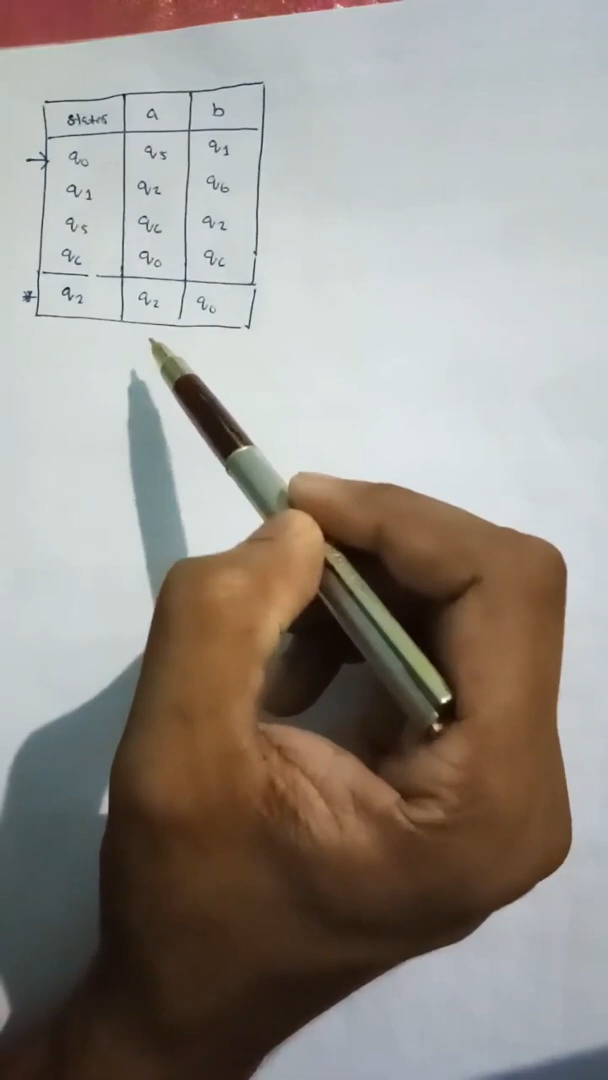 states a b
→ q0 q5 q1
q1 q2 q6
q5 q6 q2
q6 q0 q6
* q2 q2 q0